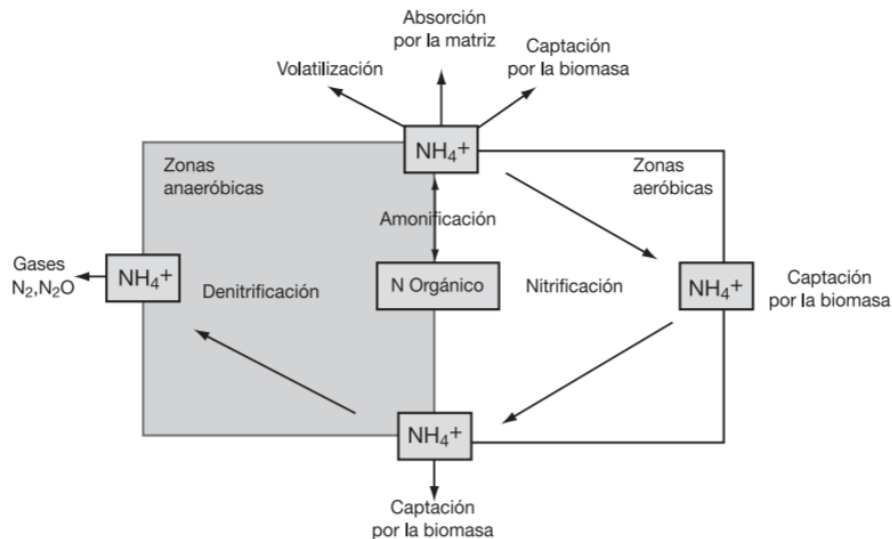 Absorción
por la matriz
Captación
por la biomasa
Volatilización
NH₄⁺
Zonas
anaeróbicas
Zonas
aeróbicas
Amonificación
Gases
N₂,N₂O
NH₄⁺
Denitrificación
N Orgánico
Nitrificación
NH₄⁺
Captación
por la biomasa
NH₄⁺
Captación
por la biomasa